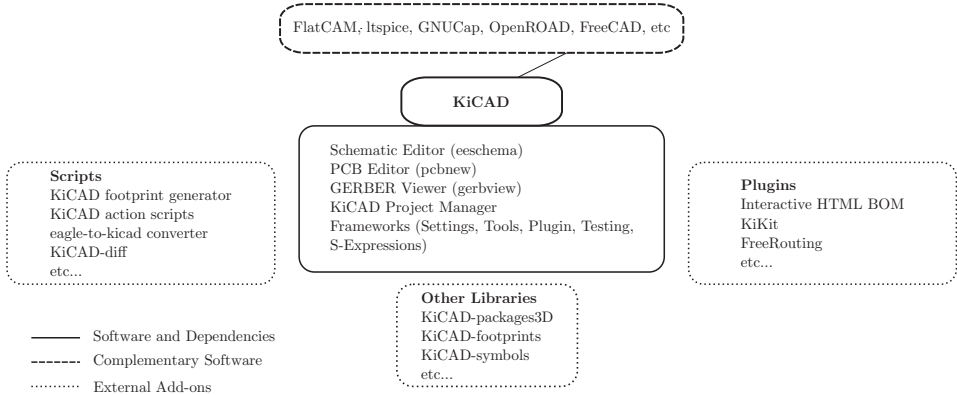 FlatCAM, ltspice, GNUCap, OpenROAD, FreeCAD, etc
KiCAD
Schematic Editor (eeschema)
PCB Editor (pcbnew)
GERBER Viewer (gerbview)
KiCAD Project Manager
Frameworks (Settings, Tools, Plugin, Testing,
S-Expressions)
Scripts
KiCAD footprint generator
KiCAD action scripts
eagle-to-kicad converter
KiCAD-diff
etc...
Plugins
Interactive HTML BOM
KiKit
FreeRouting
etc...
Other Libraries
KiCAD-packages3D
KiCAD-footprints
KiCAD-symbols
etc...
Software and Dependencies
Complementary Software
External Add-ons